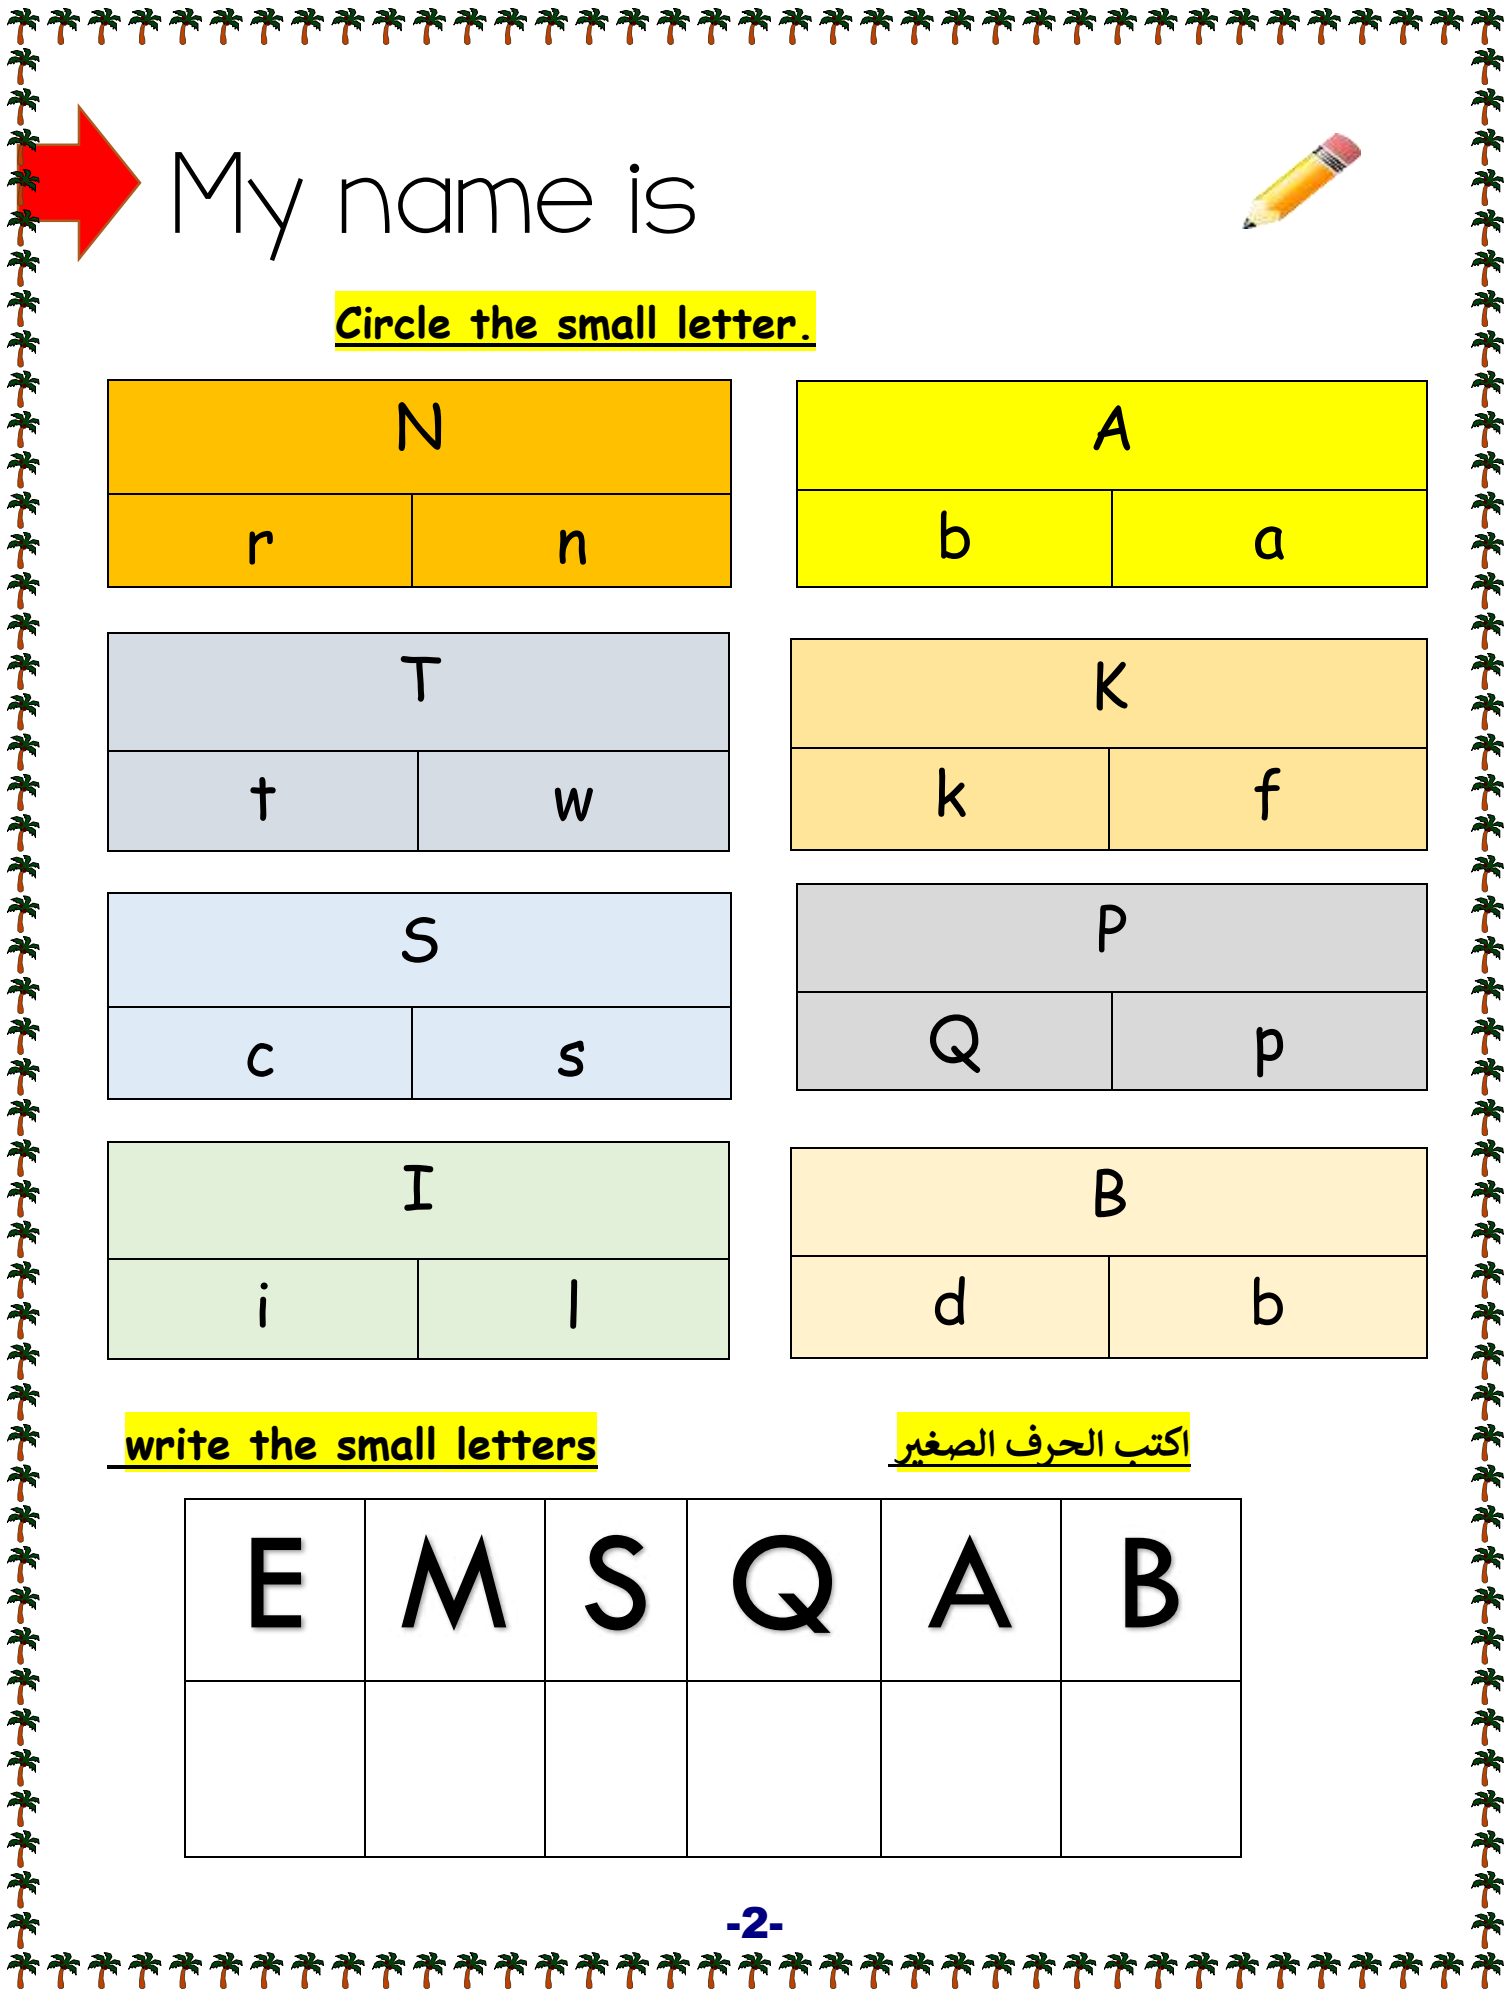 My name is
Circle the small letter.
N
r n
A
b a
T
t w
K
k f
S
c s
P
Q p
I
i l
B
d b
write the small letters
اكتب الحرف الصغير
E M S Q A B
-2-